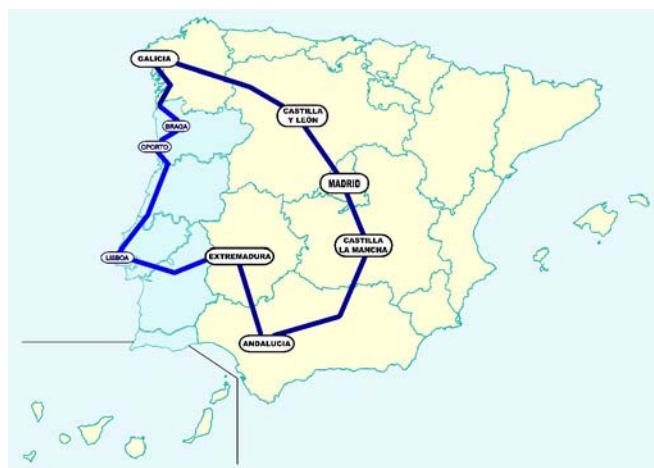 GALICIA
CASTILLA
Y LEÓN
BRAGA
OPORTO
MADRID
CASTILLA
LA MANCHA
LISBOA
EXTREMADURA
ANDALUCIA